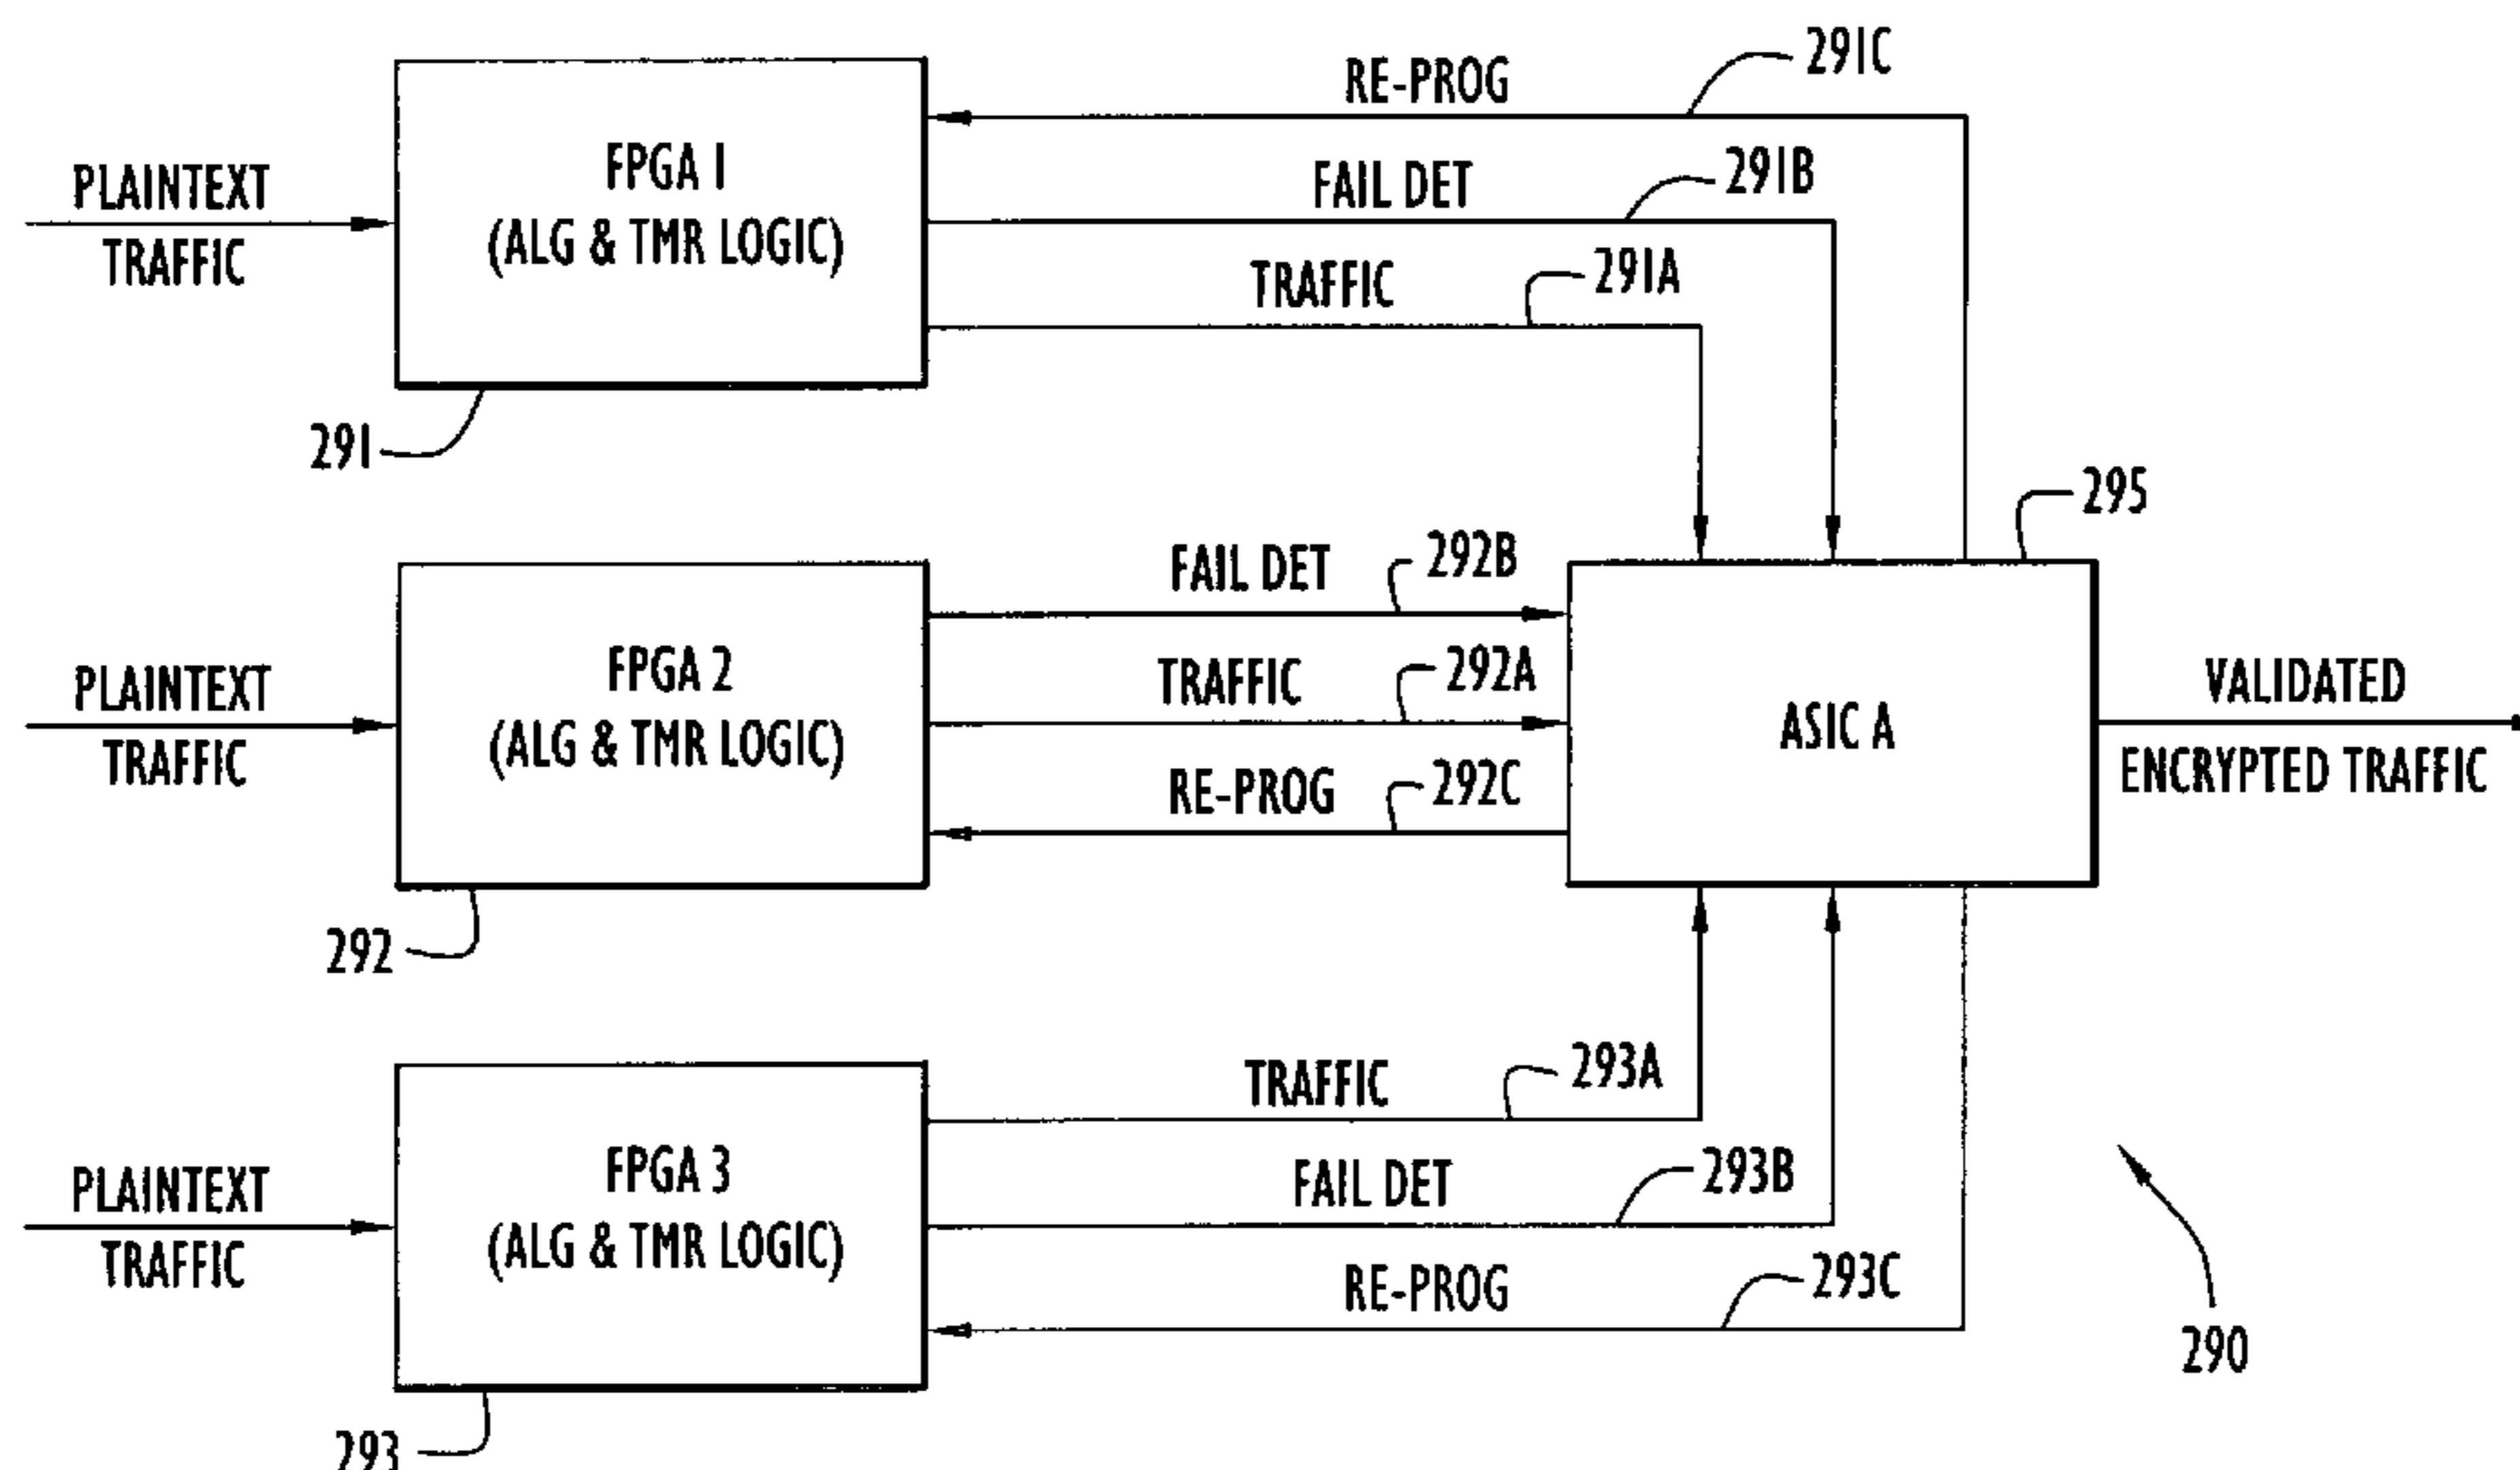 291C
RE-PROG
291B
FAIL DET
PLAINTEXT
TRAFFIC
FPGA 1
(ALG & TMR LOGIC)
291A
TRAFFIC
291
295
FAIL DET
292B
PLAINTEXT
TRAFFIC
FPGA 2
(ALG & TMR LOGIC)
TRAFFIC
292A
RE-PROG
292C
ASIC A
VALIDATED
ENCRYPTED TRAFFIC
292
TRAFFIC
293A
PLAINTEXT
TRAFFIC
FPGA 3
(ALG & TMR LOGIC)
FAIL DET
293B
RE-PROG
293C
290
293